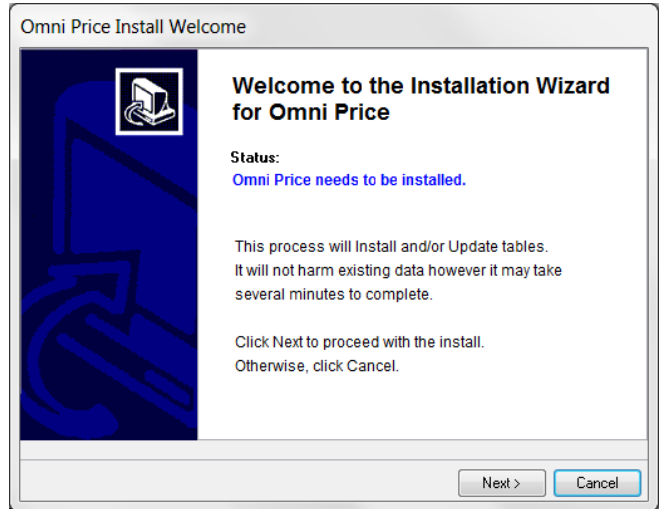 Omni Price Install Welcome
Welcome to the Installation Wizard
for Omni Price
Status:
Omni Price needs to be installed.
This process will Install and/or Update tables.
It will not harm existing data however it may take
several minutes to complete.
Click Next to proceed with the install.
Otherwise, click Cancel.
Next >
Cancel